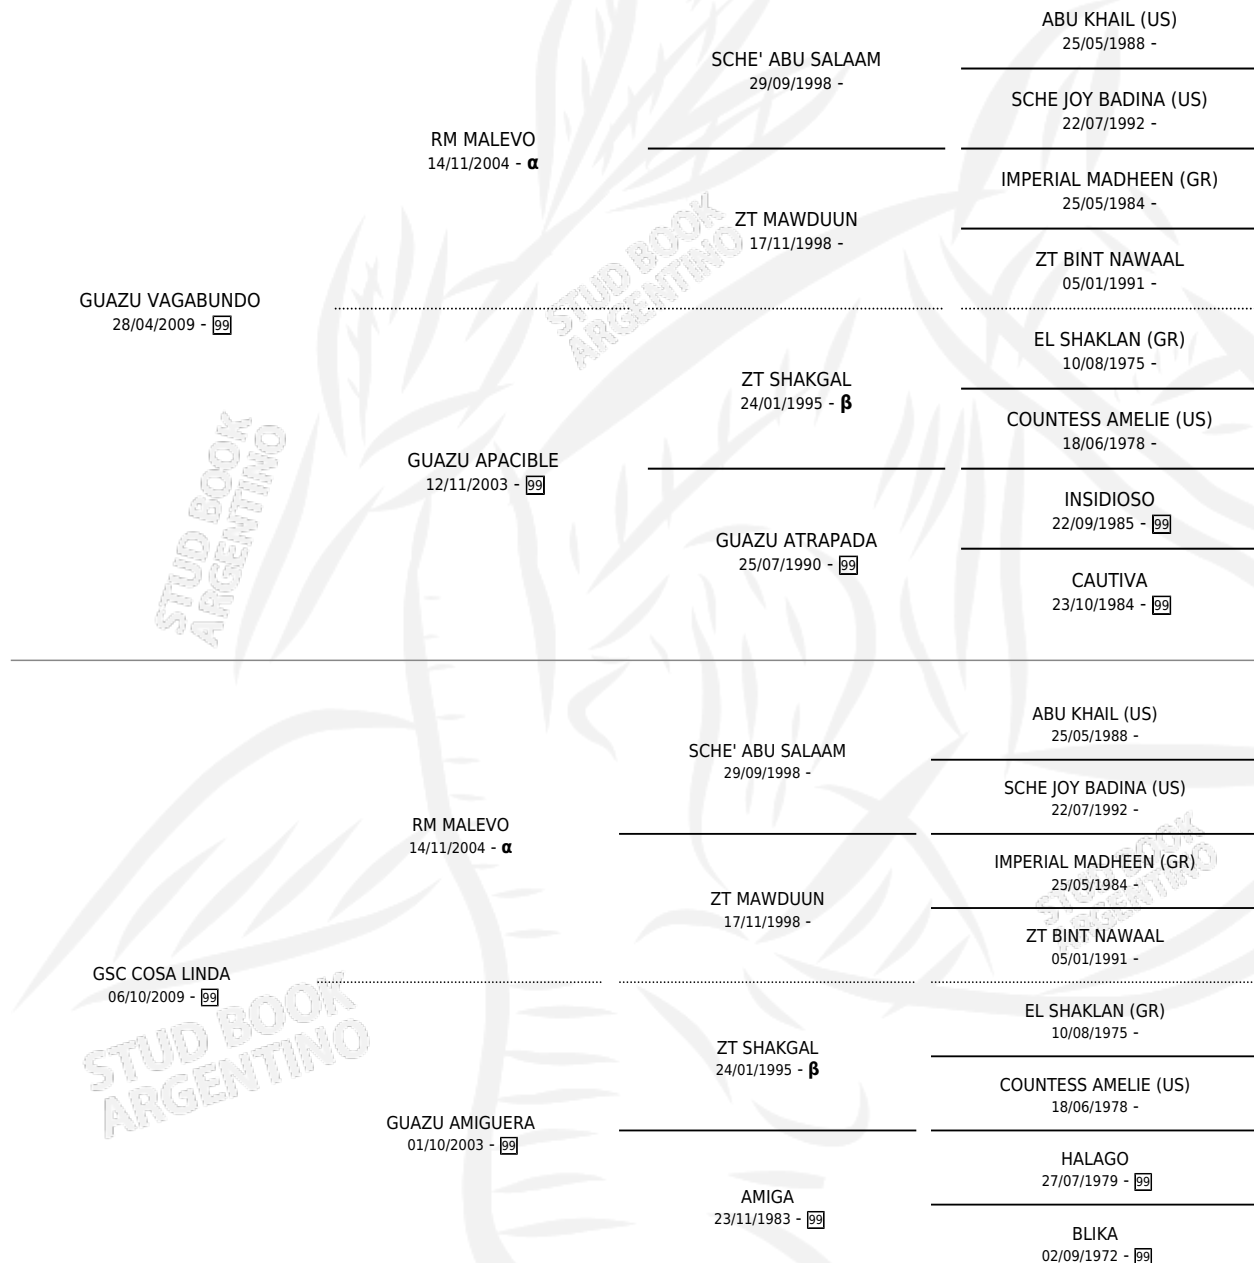 ABU KHAIL (US)
25/05/1988 -
SCHE' ABU SALAAM
29/09/1998 -
SCHE JOY BADINA (US)
22/07/1992 -
RM MALEVO
14/11/2004 - α
IMPERIAL MADHEEN (GR)
25/05/1984 -
ZT MAWDUUN
17/11/1998 -
ZT BINT NAWAAL
05/01/1991 -
GUAZU VAGABUNDO
28/04/2009 - 99
EL SHAKLAN (GR)
10/08/1975 -
ZT SHAKGAL
24/01/1995 - β
COUNTESS AMELIE (US)
18/06/1978 -
GUAZU APACIBLE
12/11/2003 - 99
INSIDIOSO
22/09/1985 - 99
GUAZU ATRAPADA
25/07/1990 - 99
CAUTIVA
23/10/1984 - 99
STUD BOOK
ARGENTINO
STUD BOOK
ARGENTINO
ABU KHAIL (US)
25/05/1988 -
SCHE' ABU SALAAM
29/09/1998 -
SCHE JOY BADINA (US)
22/07/1992 -
RM MALEVO
14/11/2004 - α
IMPERIAL MADHEEN (GR)
25/05/1984 -
ZT MAWDUUN
17/11/1998 -
ZT BINT NAWAAL
05/01/1991 -
GSC COSA LINDA
06/10/2009 - 99
EL SHAKLAN (GR)
10/08/1975 -
ZT SHAKGAL
24/01/1995 - β
COUNTESS AMELIE (US)
18/06/1978 -
GUAZU AMIGUERA
01/10/2003 - 99
HALAGO
27/07/1979 - 99
AMIGA
23/11/1983 - 99
BLIKA
02/09/1972 - 99
STUD BOOK
ARGENTINO
STUD BOOK
ARGENTINO